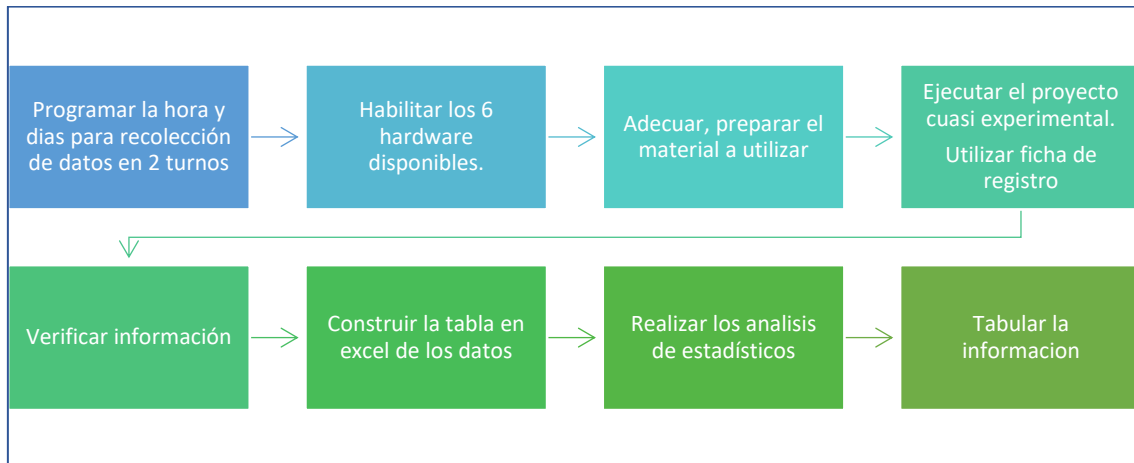 Programar la hora y
dias para recolección
de datos en 2 turnos
Habilitar los 6
hardware
disponibles.
Adecuar, preparar el
material a utilizar
Ejecutar el proyecto
cuasi experimental.
Utilizar ficha de
registro
Verificar información
Construir la tabla en
excel de los datos
Realizar los analisis
de estadísticos
Tabular la
informacion